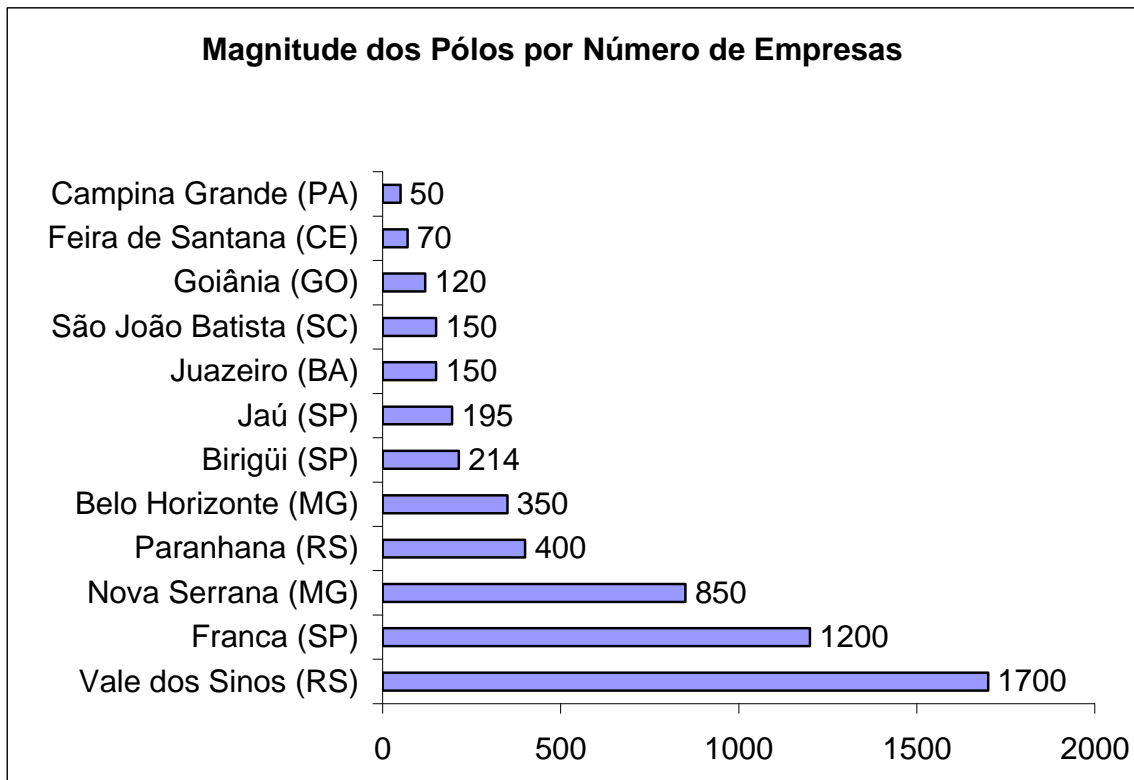 Magnitude dos Pólos por Número de Empresas
Campina Grande (PA) 50
Feira de Santana (CE) 70
Goiânia (GO) 120
São João Batista (SC) 150
Juazeiro (BA) 150
Jaú (SP) 195
Birigüi (SP) 214
Belo Horizonte (MG) 350
Paranhana (RS) 400
Nova Serrana (MG) 850
Franca (SP) 1200
Vale dos Sinos (RS) 1700
0 500 1000 1500 2000